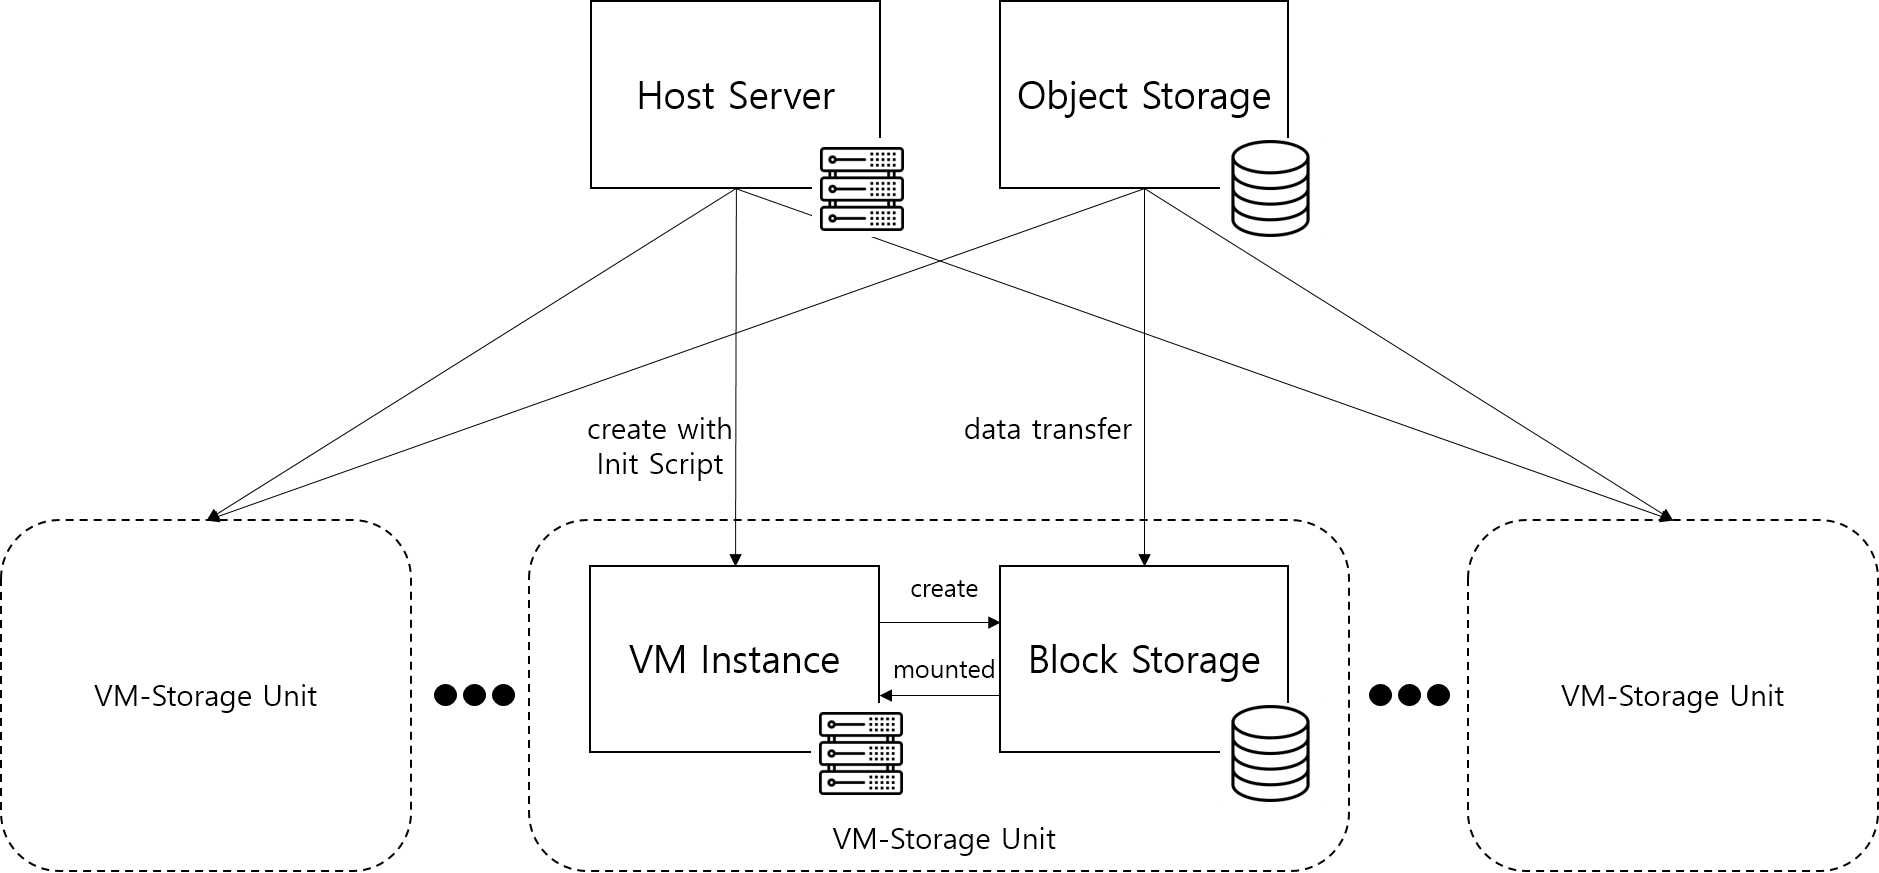 Host Server
Object Storage
create with
Init Script
data transfer
create
VM Instance
mounted
Block Storage
VM-Storage Unit
VM-Storage Unit
VM-Storage Unit